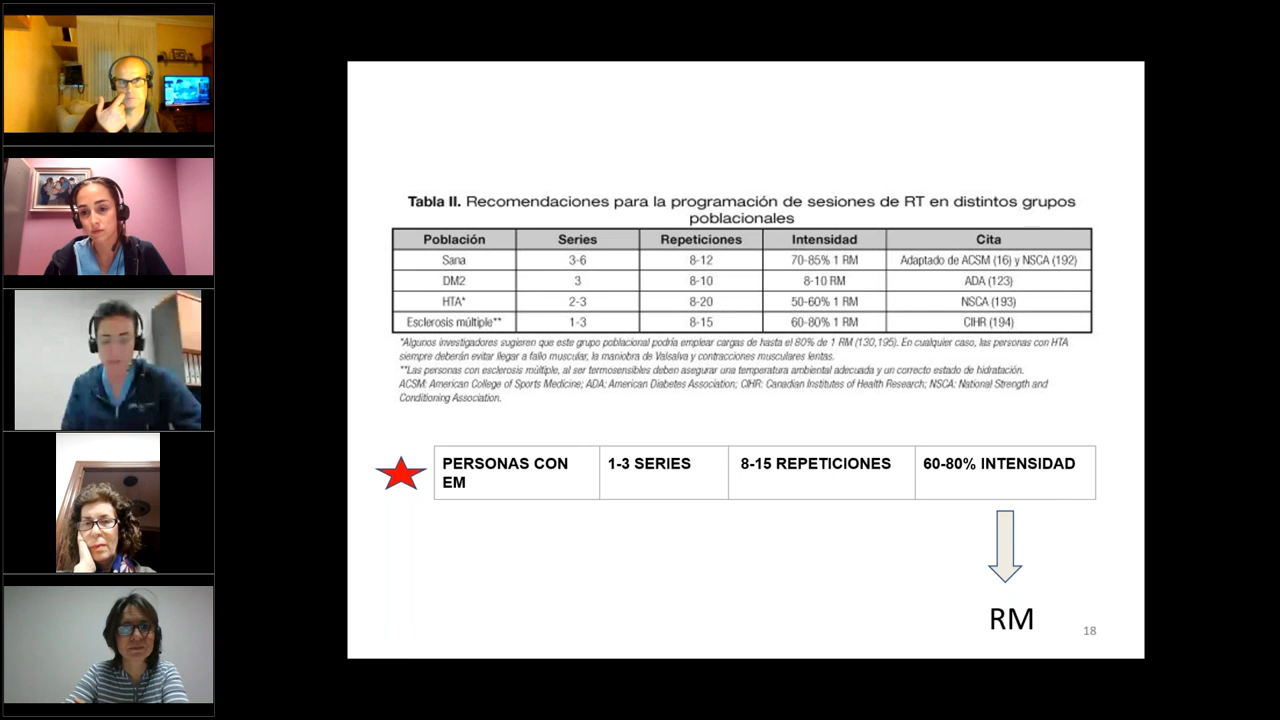 Tabla II. Recomendaciones para la programación de sesiones de RT en distintos grupos
poblacionales
Población Series Repeticiones Intensidad Cita
Sana 3-6 8-12 70-85% 1 RM Adaptado de ACSM (16) y NSCA (192)
DM2 3 8-10 8-10 RM ADA (123)
HTA* 2-3 8-20 50-60% 1 RM NSCA (193)
Esclerosis múltiple** 1-3 8-15 60-80% 1 RM CIHR (194)
*Algunos investigadores sugieren que este grupo poblacional podría emplear cargas de hasta el 80% de 1 RM (130,195). En cualquier caso, las personas con HTA
siempre deberán evitar llegar a fallo muscular, la maniobra de Valsalva y contracciones musculares lentas.
**Las personas con esclerosis múltiple, al ser termosensibles deben asegurar una temperatura ambiental adecuada y un correcto estado de hidratación.
ACSM: American College of Sports Medicine; ADA: American Diabetes Association; CIHR: Canadian Institutes of Health Research; NSCA: National Strength and
Conditioning Association.
PERSONAS CON EM 1-3 SERIES 8-15 REPETICIONES 60-80% INTENSIDAD
RM
18